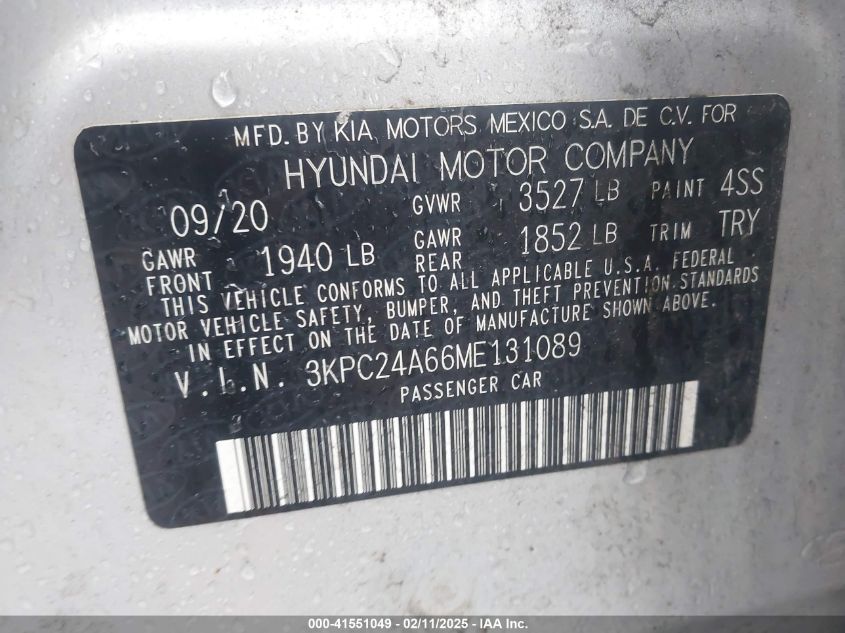 MFD. BY KIA MOTORS MEXICO S.A. DE C.V. FOR
HYUNDAI MOTOR COMPANY
09/20 GVWR 3527 LB PAINT 4SS
GAWR FRONT 1940 LB GAWR REAR 1852 LB TRIM TRY
THIS VEHICLE CONFORMS TO ALL APPLICABLE U.S.A. FEDERAL
MOTOR VEHICLE SAFETY, BUMPER, AND THEFT PREVENTION STANDARDS
IN EFFECT ON THE DATE OF MANUFACTURE SHOWN ABOVE.
V.I.N. 3KPC24A66ME131089
PASSENGER CAR
000-41551049 - 02/11/2025 - IAA Inc.